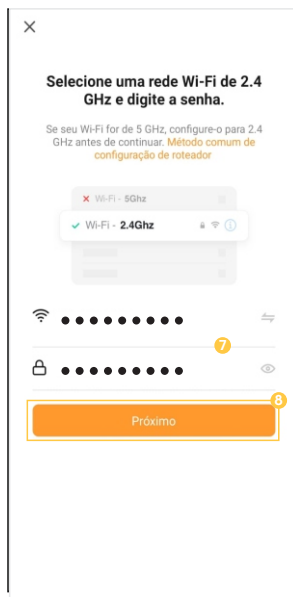 Selecione uma rede Wi-Fi de 2.4
GHz e digite a senha.
Se seu Wi-Fi for de 5 GHz, configure-o para 2.4
GHz antes de continuar. Método comum de
configuração de roteador
Wi-Fi - 5Ghz
Wi-Fi - 2.4Ghz
7
8
Próximo